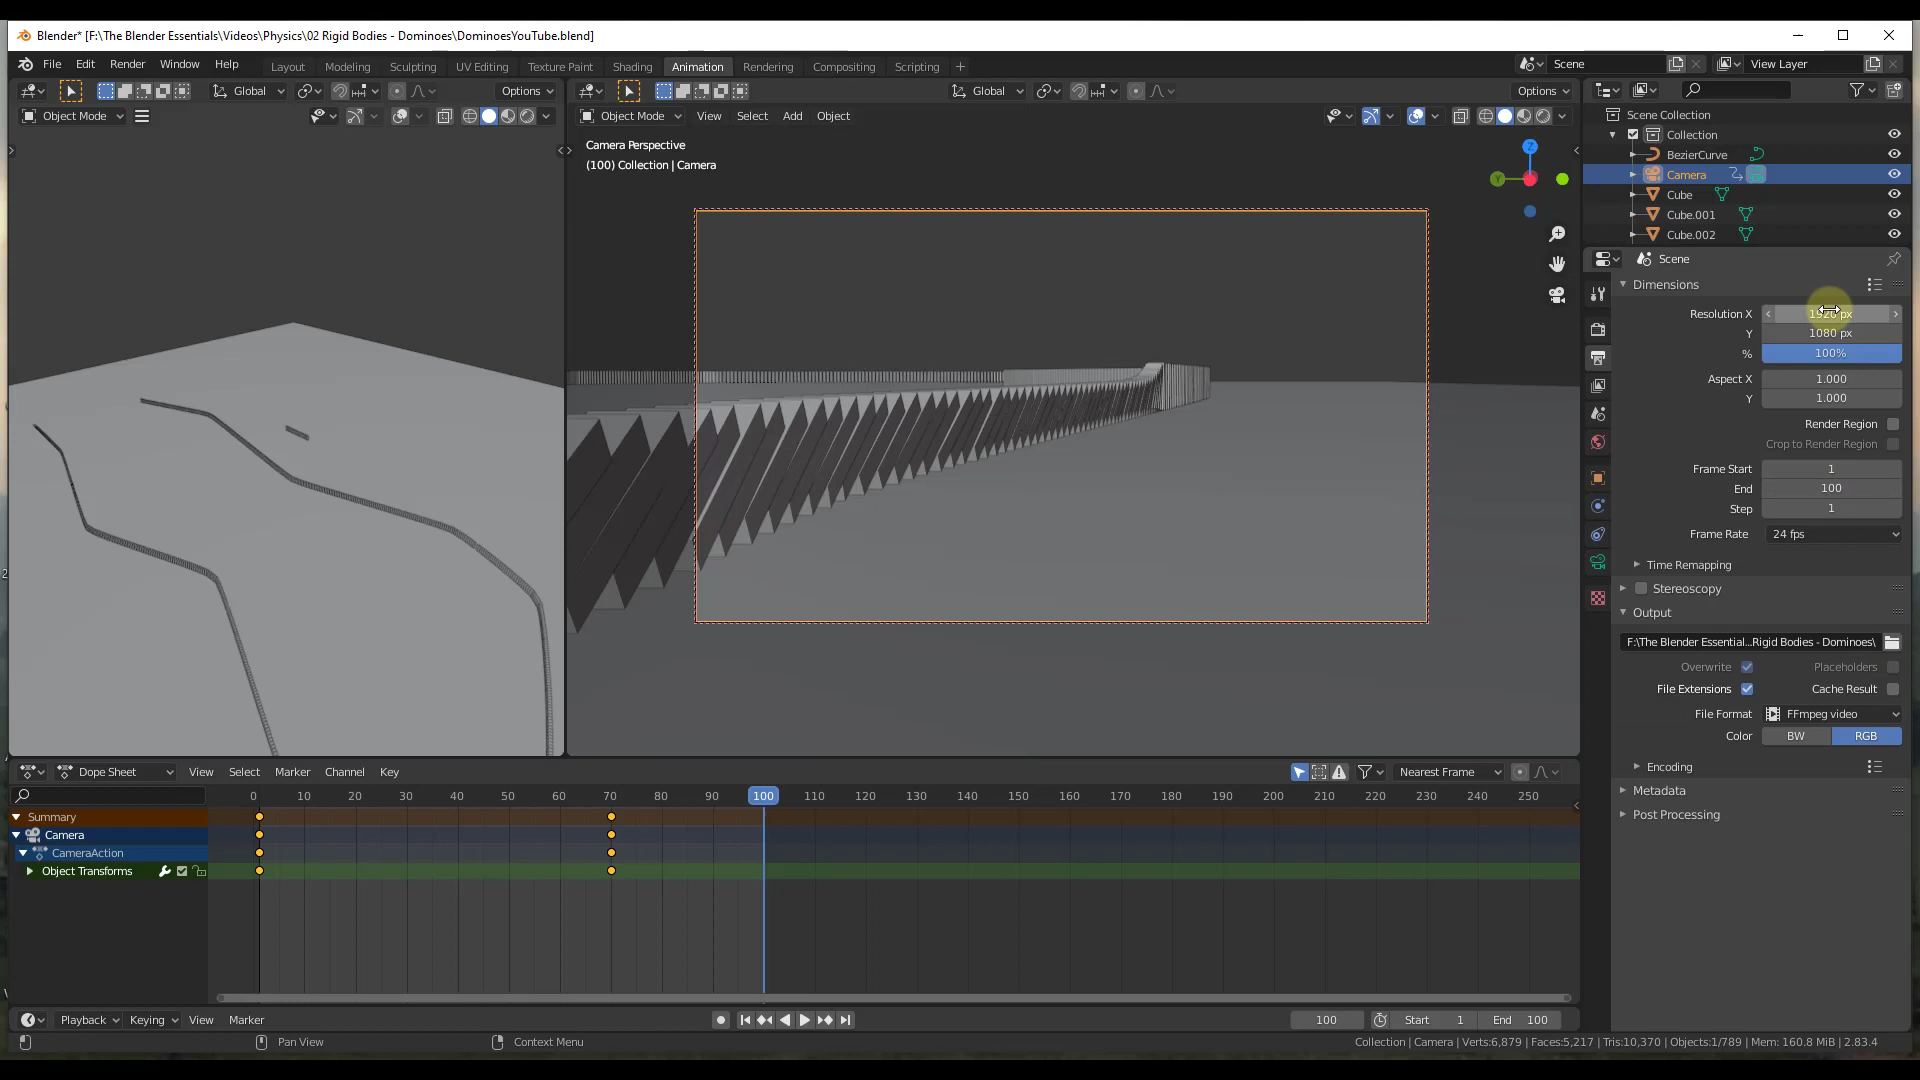 Blender* [F:\The Blender Essentials\Videos\Physics\02 Rigid Bodies - Dominoes\DominoesYouTube.blend]
File Edit Render Window Help Layout Modeling Sculpting UV Editing Texture Paint Shading Animation Rendering Compositing Scripting + Scene View Layer
Global Options Global Options
Object Mode Object Mode View Select Add Object
Camera Perspective
(100) Collection | Camera
Z
Y
Scene Collection
Collection
BezierCurve
Camera
Cube
Cube.001
Cube.002
Scene
Dimensions
Resolution X 1920 px
Y 1080 px
% 100%
Aspect X 1.000
Y 1.000
Render Region
Crop to Render Region
Frame Start 1
End 100
Step 1
Frame Rate 24 fps
Time Remapping
Stereoscopy
Output
F:\The Blender Essential...Rigid Bodies - Dominoes\
Overwrite Placeholders
File Extensions Cache Result
File Format FFmpeg video
Color BW RGB
Encoding
Metadata
Post Processing
Dope Sheet View Select Marker Channel Key Nearest Frame
0 10 20 30 40 50 60 70 80 90 100 110 120 130 140 150 160 170 180 190 200 210 220 230 240 250
Summary
Camera
CameraAction
Object Transforms
Playback Keying View Marker 100 Start 1 End 100
Pan View Context Menu Collection | Camera | Verts:6,879 | Faces:5,217 | Tris:10,370 | Objects:1/789 | Mem: 160.8 MiB | 2.83.4